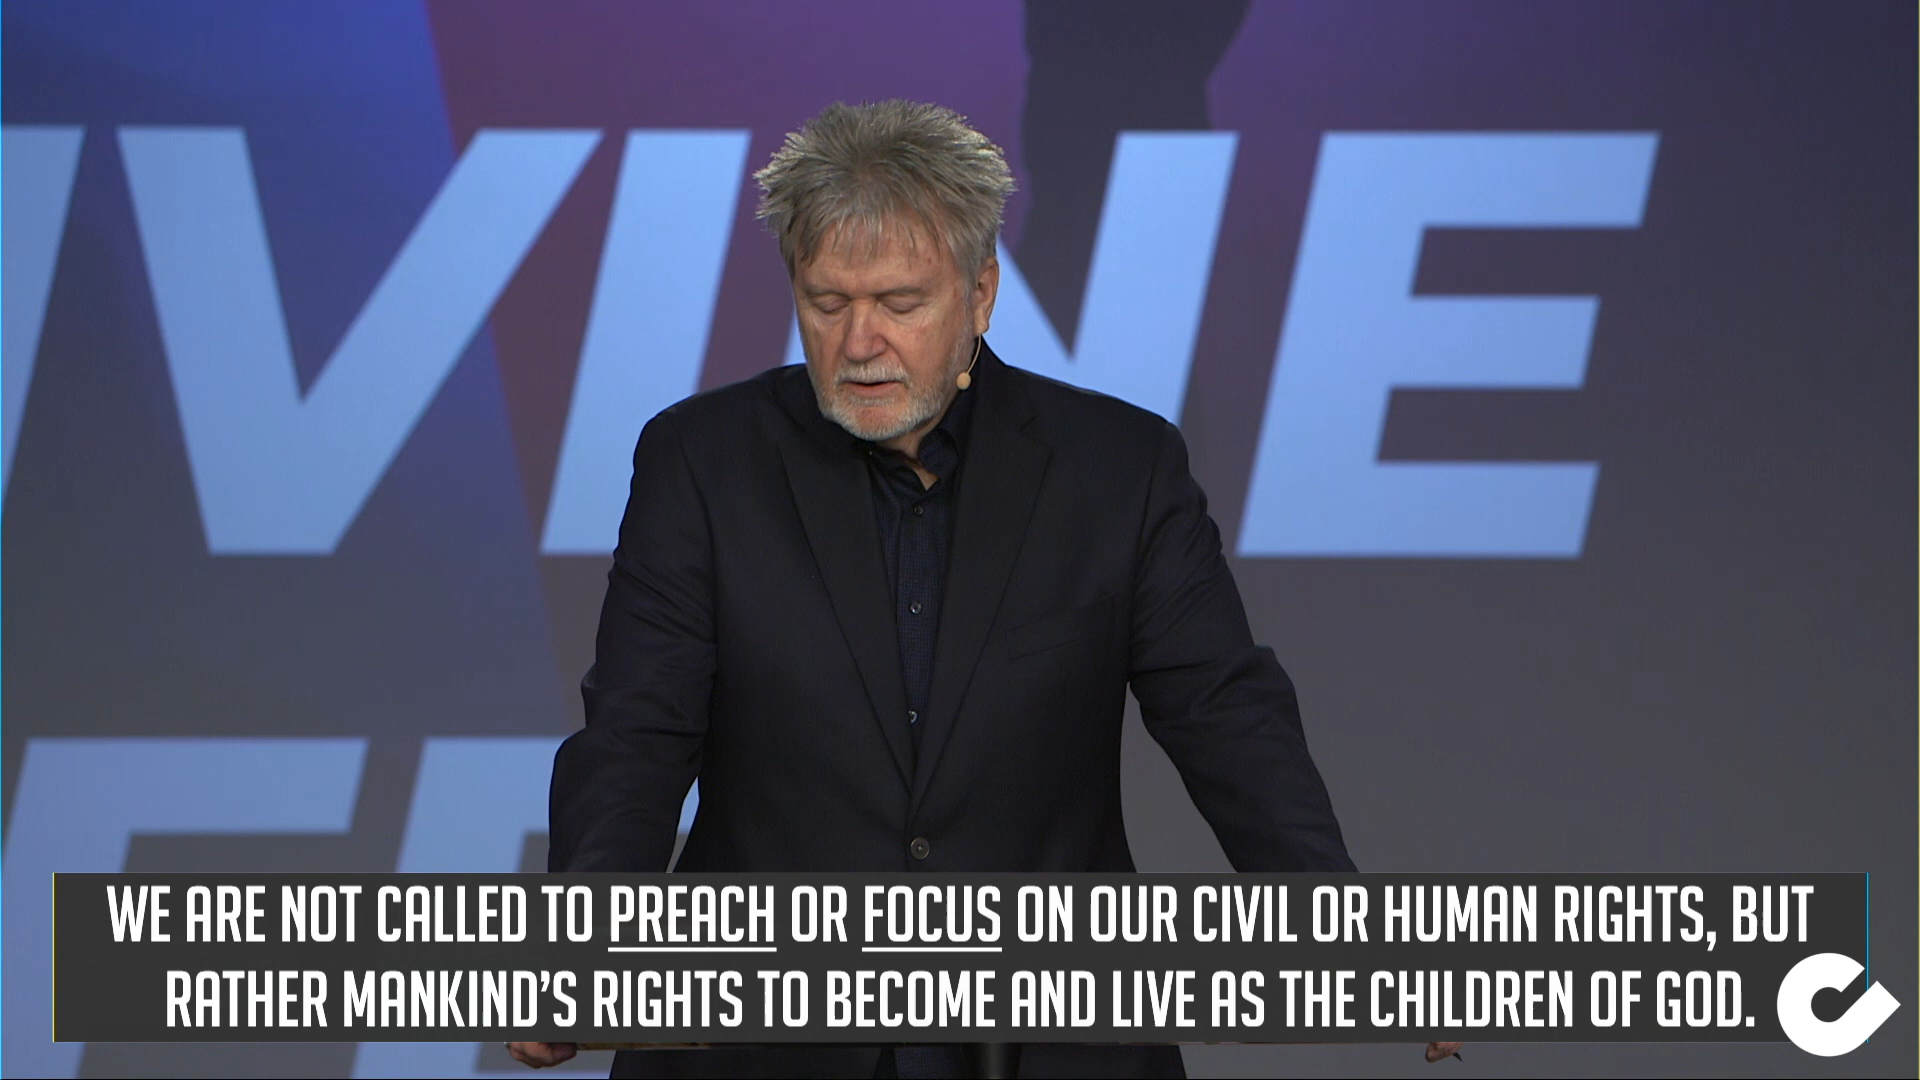 IVINE
WE ARE NOT CALLED TO PREACH OR FOCUS ON OUR CIVIL OR HUMAN RIGHTS, BUT
RATHER MANKIND'S RIGHTS TO BECOME AND LIVE AS THE CHILDREN OF GOD.